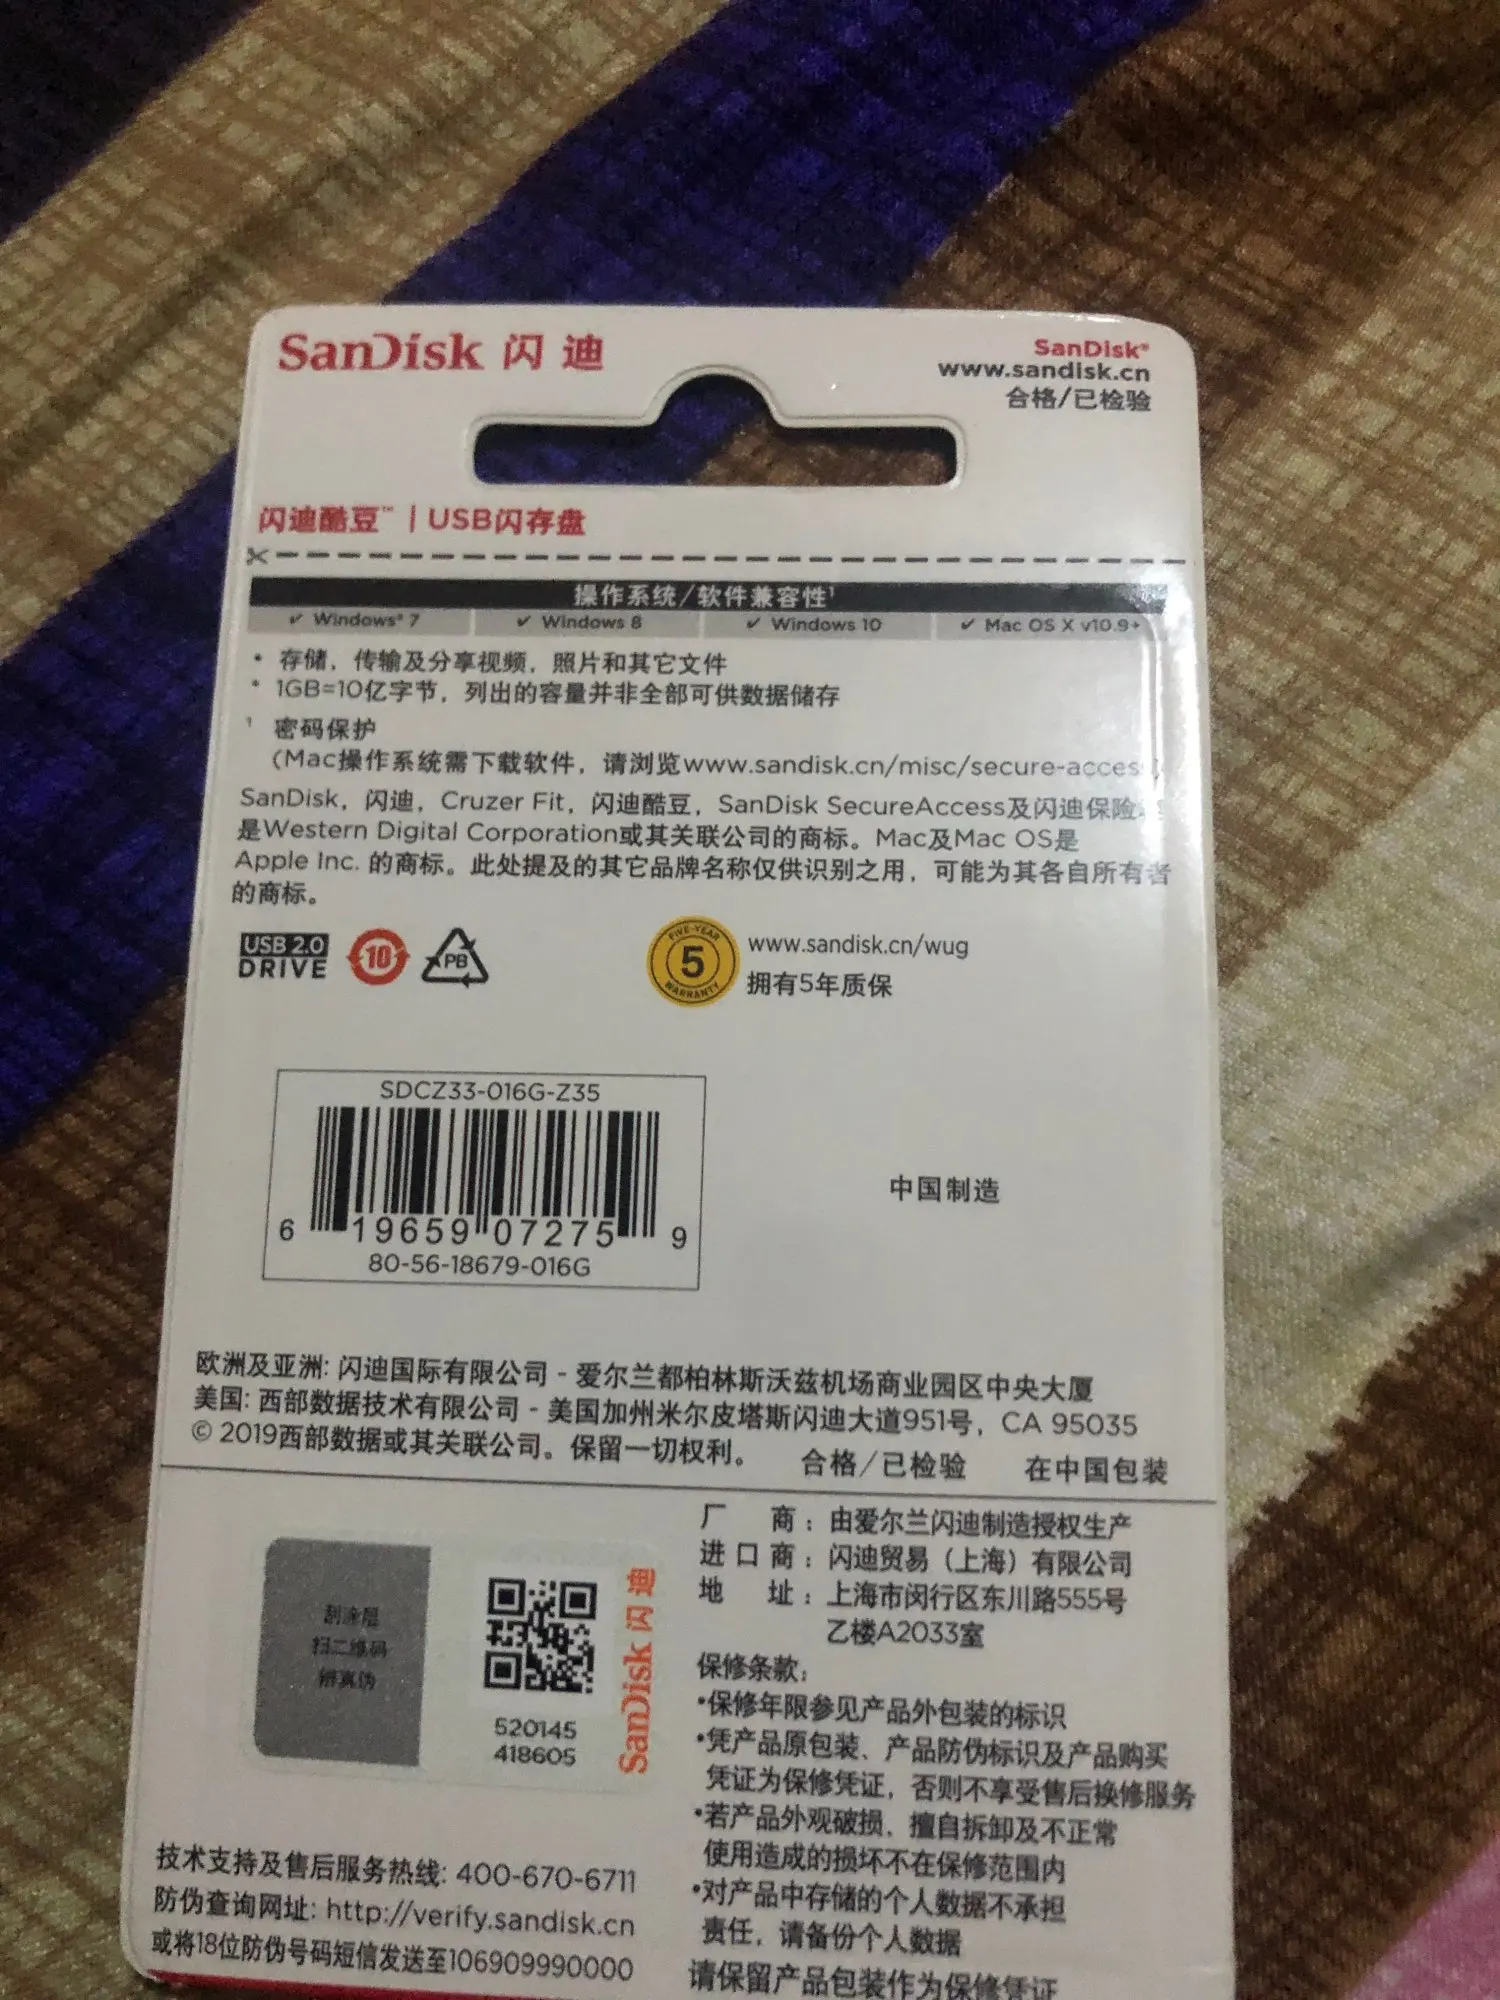 SanDisk 闪迪
SanDisk®
www.sandisk.cn
合格/已检验
闪迪酷豆™ | USB闪存盘
操作系统/软件兼容性¹
✓ Windows® 7 ✓ Windows 8 ✓ Windows 10 ✓ Mac OS X v10.9+
• 存储，传输及分享视频，照片和其它文件
* 1GB=10亿字节，列出的容量并非全部可供数据储存
¹ 密码保护
(Mac操作系统需下载软件，请浏览www.sandisk.cn/misc/secure-access
SanDisk，闪迪，Cruzer Fit，闪迪酷豆，SanDisk SecureAccess及闪迪保险
是Western Digital Corporation或其关联公司的商标。Mac及Mac OS是
Apple Inc. 的商标。此处提及的其它品牌名称仅供识别之用，可能为其各自所有者
的商标。
USB 2.0
DRIVE
10
PB
FIVE-YEAR
5
WARRANTY
www.sandisk.cn/wug
拥有5年质保
SDCZ33-016G-Z35
6 19659 07275 9
80-56-18679-016G
中国制造
欧洲及亚洲: 闪迪国际有限公司 - 爱尔兰都柏林斯沃兹机场商业园区中央大厦
美国: 西部数据技术有限公司 - 美国加州米尔皮塔斯闪迪大道951号，CA 95035
© 2019西部数据或其关联公司。保留一切权利。 合格/已检验 在中国包装
刮涂层
扫二维码
辨真伪
520145
418605
SanDisk 闪迪
厂 商：由爱尔兰闪迪制造授权生产
进口商：闪迪贸易（上海）有限公司
地 址：上海市闵行区东川路555号
乙楼A2033室
保修条款:
•保修年限参见产品外包装的标识
•凭产品原包装、产品防伪标识及产品购买
凭证为保修凭证，否则不享受售后换修服务
•若产品外观破损、擅自拆卸及不正常
使用造成的损坏不在保修范围内
•对产品中存储的个人数据不承担
责任，请备份个人数据
请保留产品包装作为保修凭证
技术支持及售后服务热线: 400-670-6711
防伪查询网址: http://verify.sandisk.cn
或将18位防伪号码短信发送至106909990000